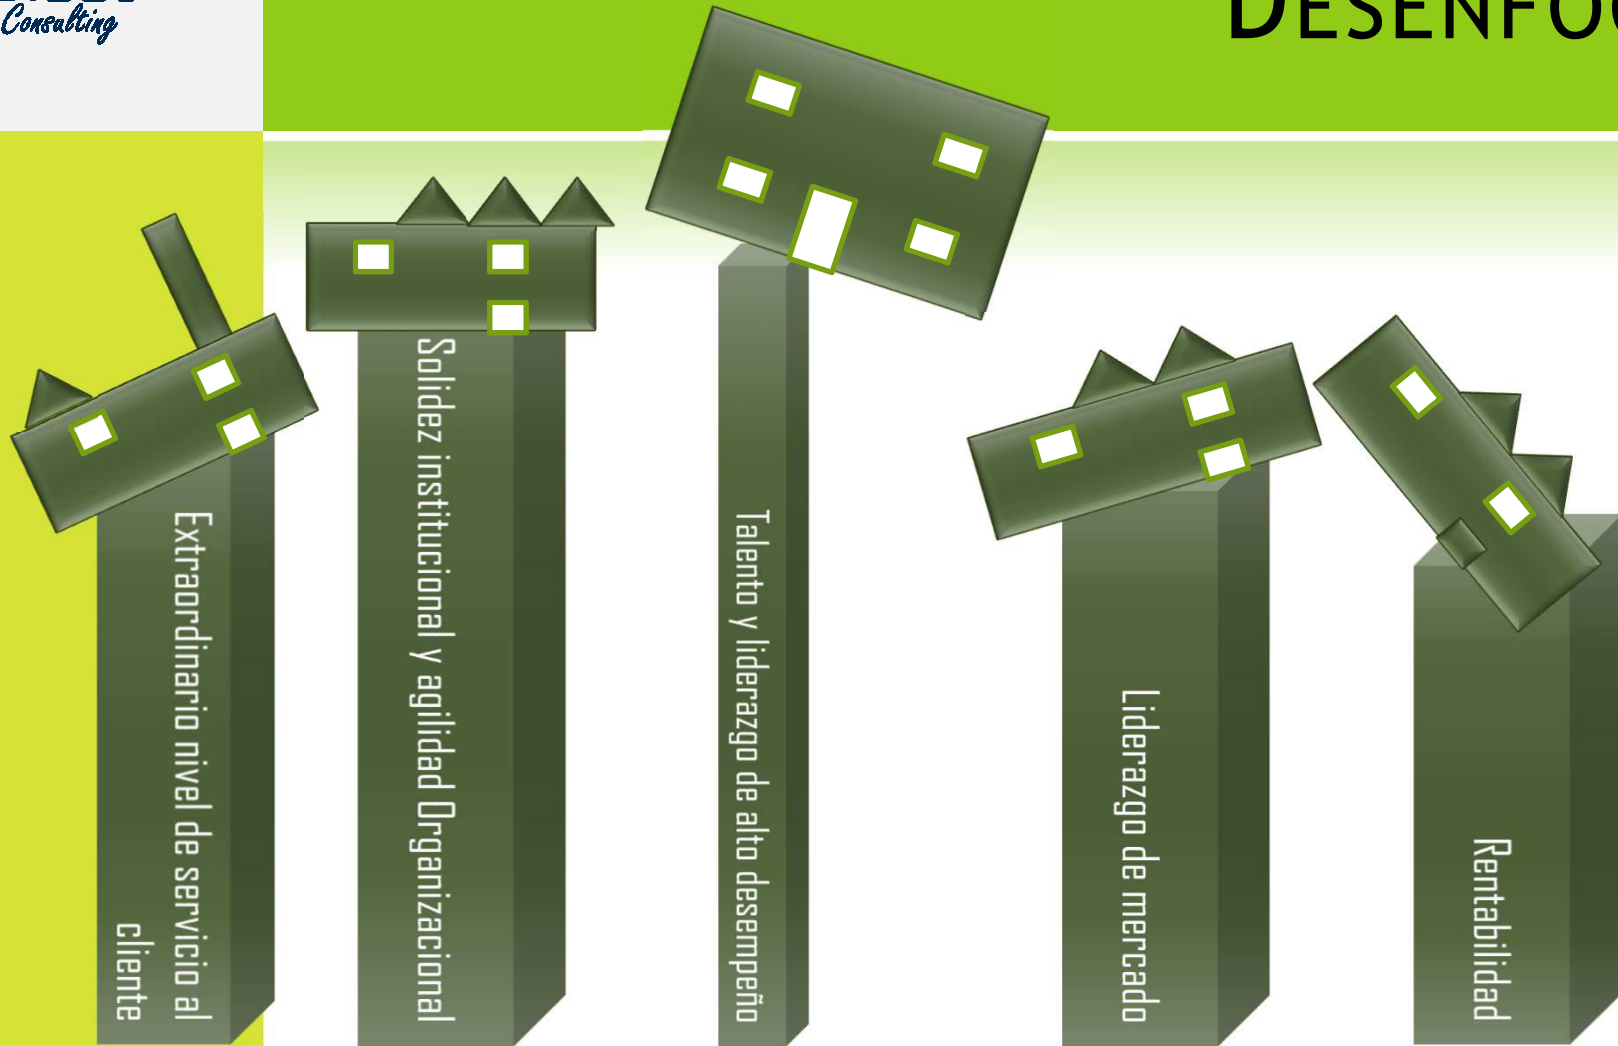 Consulting
Extraordinario nivel de servicio al
cliente
Solidez institucional y agilidad Organizacional
Talento y liderazgo de alto desempeño
Liderazgo de mercado
Rentabilidad